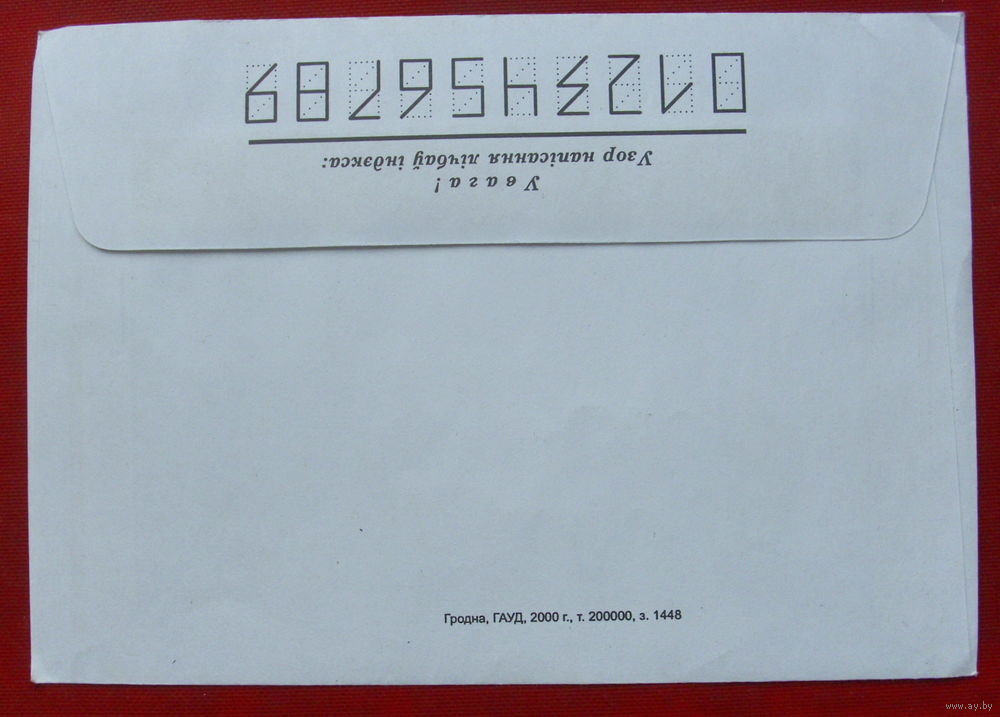 Увага!
Узор напісання лічбаў індэкса:
0123456789
Гродна, ГАУД, 2000 г., т. 200000, з. 1448
www.ay.by